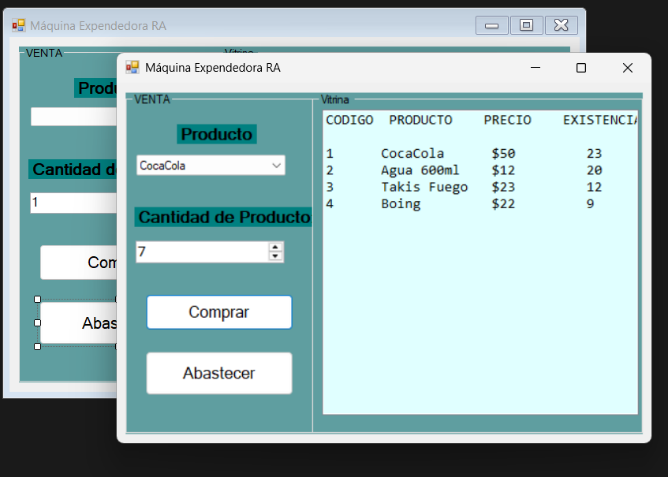 Máquina Expendedora RA
VENTA
Vitrina
Produ
Cantidad de
1
Com
Abas
Máquina Expendedora RA
VENTA
Producto
CocaCola
Cantidad de Producto
7
Comprar
Abastecer
Vitrina
CODIGO PRODUCTO PRECIO EXISTENCIA
1 CocaCola $50 23
2 Agua 600ml $12 20
3 Takis Fuego $23 12
4 Boing $22 9